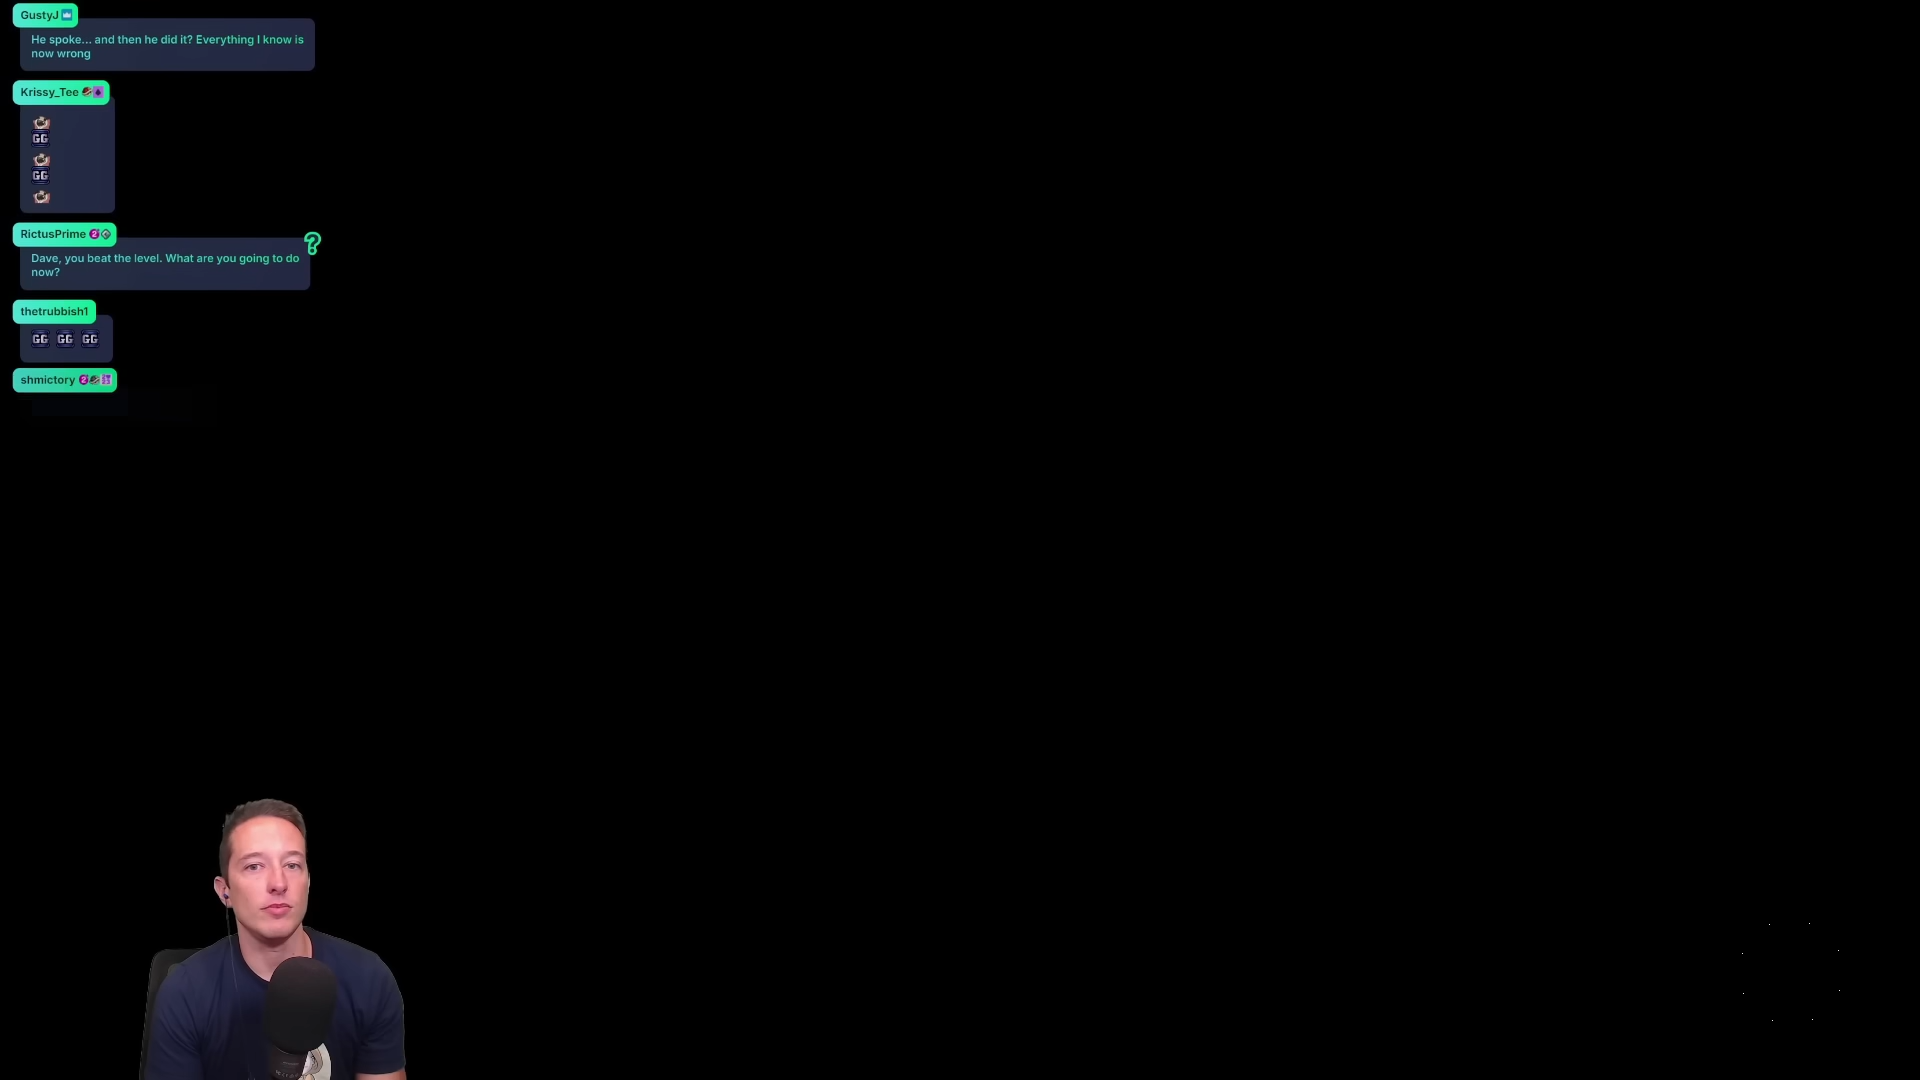 GustyJ
He spoke... and then he did it? Everything I know is
now wrong
Krissy_Tee
GG
GG
RictusPrime
?
Dave, you beat the level. What are you going to do
now?
thetrubbish1
GG GG GG
shmictory